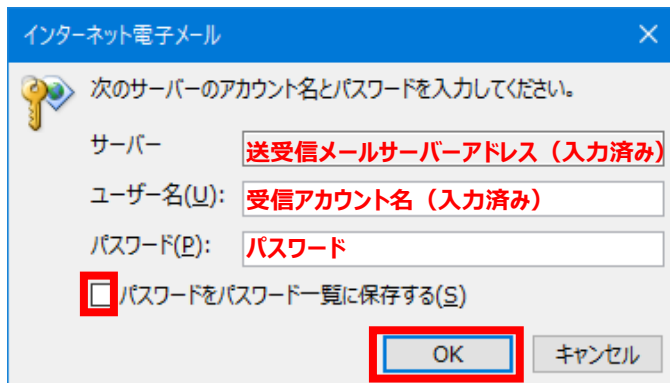 インターネット電子メール
次のサーバーのアカウント名とパスワードを入力してください。
サーバー 送受信メールサーバーアドレス（入力済み）
ユーザー名(U): 受信アカウント名（入力済み）
パスワード(P): パスワード
パスワードをパスワード一覧に保存する(S)
OK キャンセル